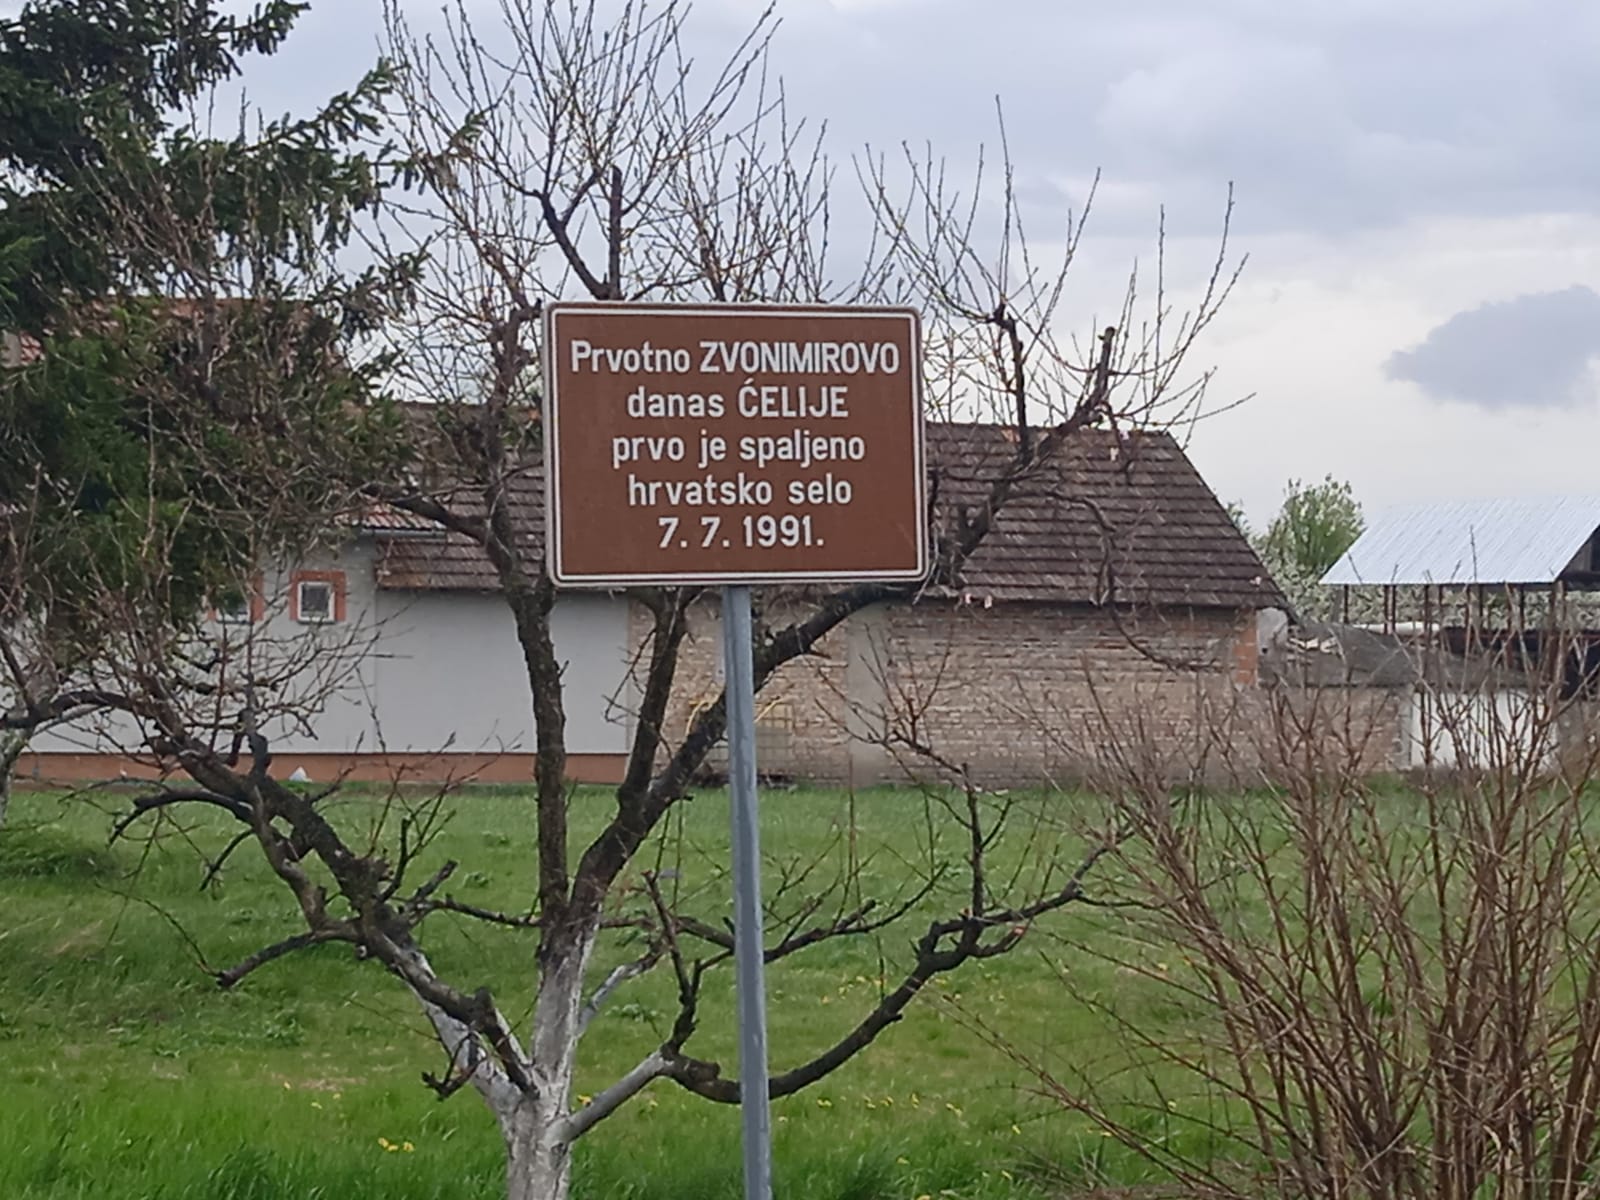 Prvotno ZVONIMIROVO
danas ĆELIJE
prvo je spaljeno
hrvatsko selo
7. 7. 1991.